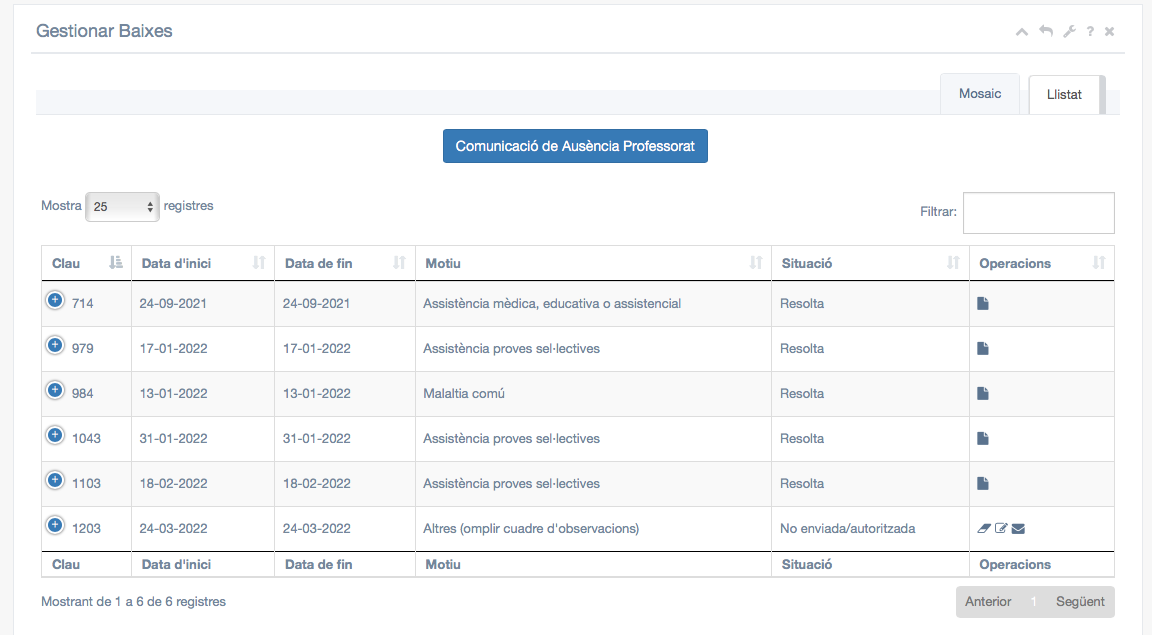 Gestionar Baixes
Mosaic Llistat
Comunicació de Ausència Professorat
Mostra 25 registres
Filtrar:
Clau Data d'inici Data de fin Motiu Situació Operacions
714 24-09-2021 24-09-2021 Assistència mèdica, educativa o assistencial Resolta
979 17-01-2022 17-01-2022 Assistència proves sel·lectives Resolta
984 13-01-2022 13-01-2022 Malaltia comú Resolta
1043 31-01-2022 31-01-2022 Assistència proves sel·lectives Resolta
1103 18-02-2022 18-02-2022 Assistència proves sel·lectives Resolta
1203 24-03-2022 24-03-2022 Altres (omplir cuadre d'observacions) No enviada/autoritzada
Clau Data d'inici Data de fin Motiu Situació Operacions
Mostrant de 1 a 6 de 6 registres
Anterior 1 Següent